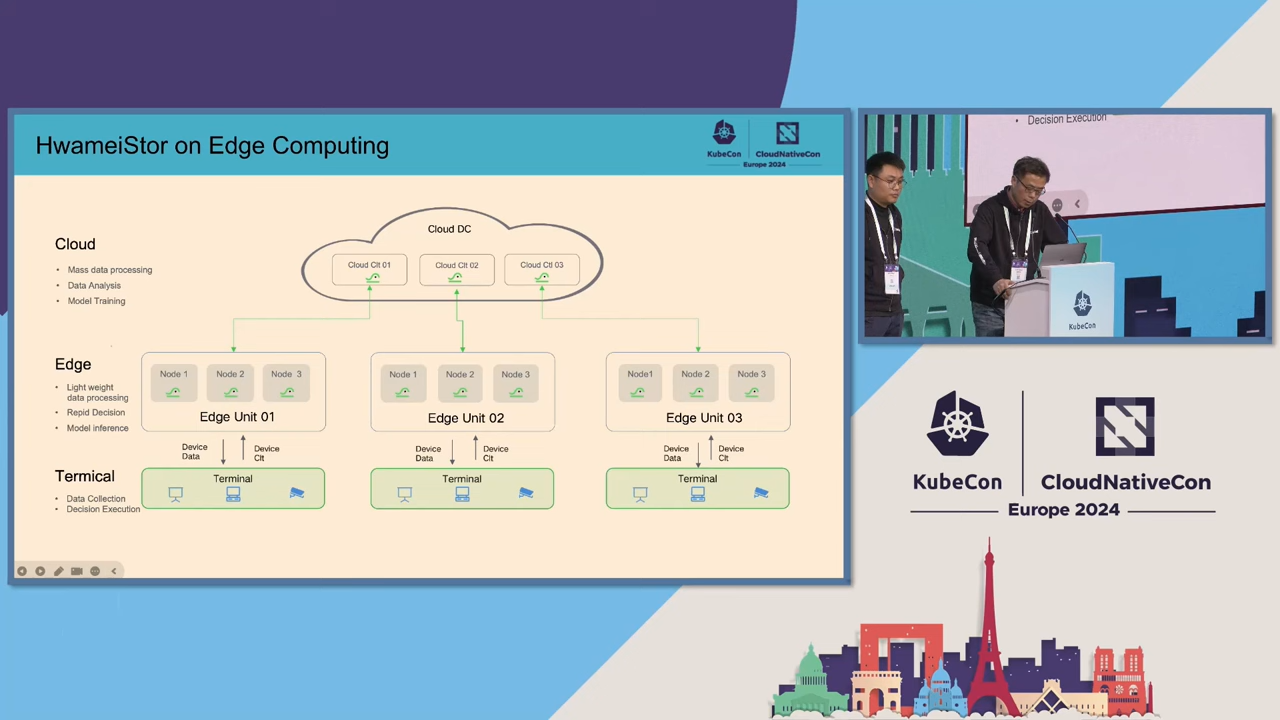 HwameiStor on Edge Computing
KubeCon
CloudNativeCon
Europe 2024
Cloud
Mass data processing
Data Analysis
Model Training
Cloud DC
Cloud Clt 01
Cloud Clt 02
Cloud Ctl 03
Edge
Light weight
data processing
Repid Decision
Model inference
Node 1
Node 2
Node 3
Edge Unit 01
Node 1
Node 2
Node 3
Edge Unit 02
Node1
Node 2
Node 3
Edge Unit 03
Device
Data
Device
Clt
Device
Data
Device
Clt
Device
Data
Device
Clt
Termical
Data Collection
Decision Execution
Terminal
Terminal
Terminal
Decision Execution
KubeCon
KubeCon
CloudNativeCon
Europe 2024